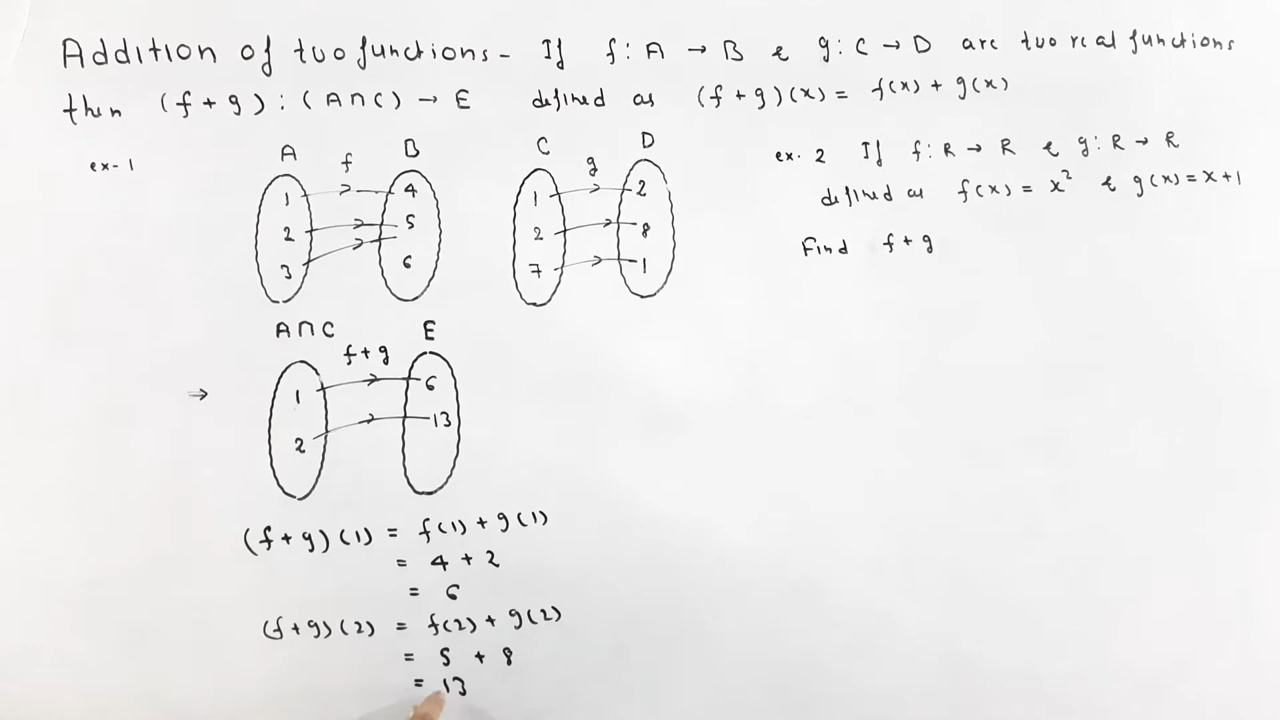 Addition of two functions - If f : A → B & g : C → D are two real functions
then (f + g) : (A∩C) → E defined as (f + g)(x) = f(x) + g(x)
ex-1
A f B
1 4
2 5
3 6
C g D
1 2
2 8
7 1
ex. 2 If f : R → R & g : R → R
defined as f(x) = x² & g(x) = x+1
Find f + g
A∩C f+g E
→ 1 6
2 13
(f + g)(1) = f(1) + g(1)
= 4 + 2
= 6
(f + g)(2) = f(2) + g(2)
= 5 + 8
= 13